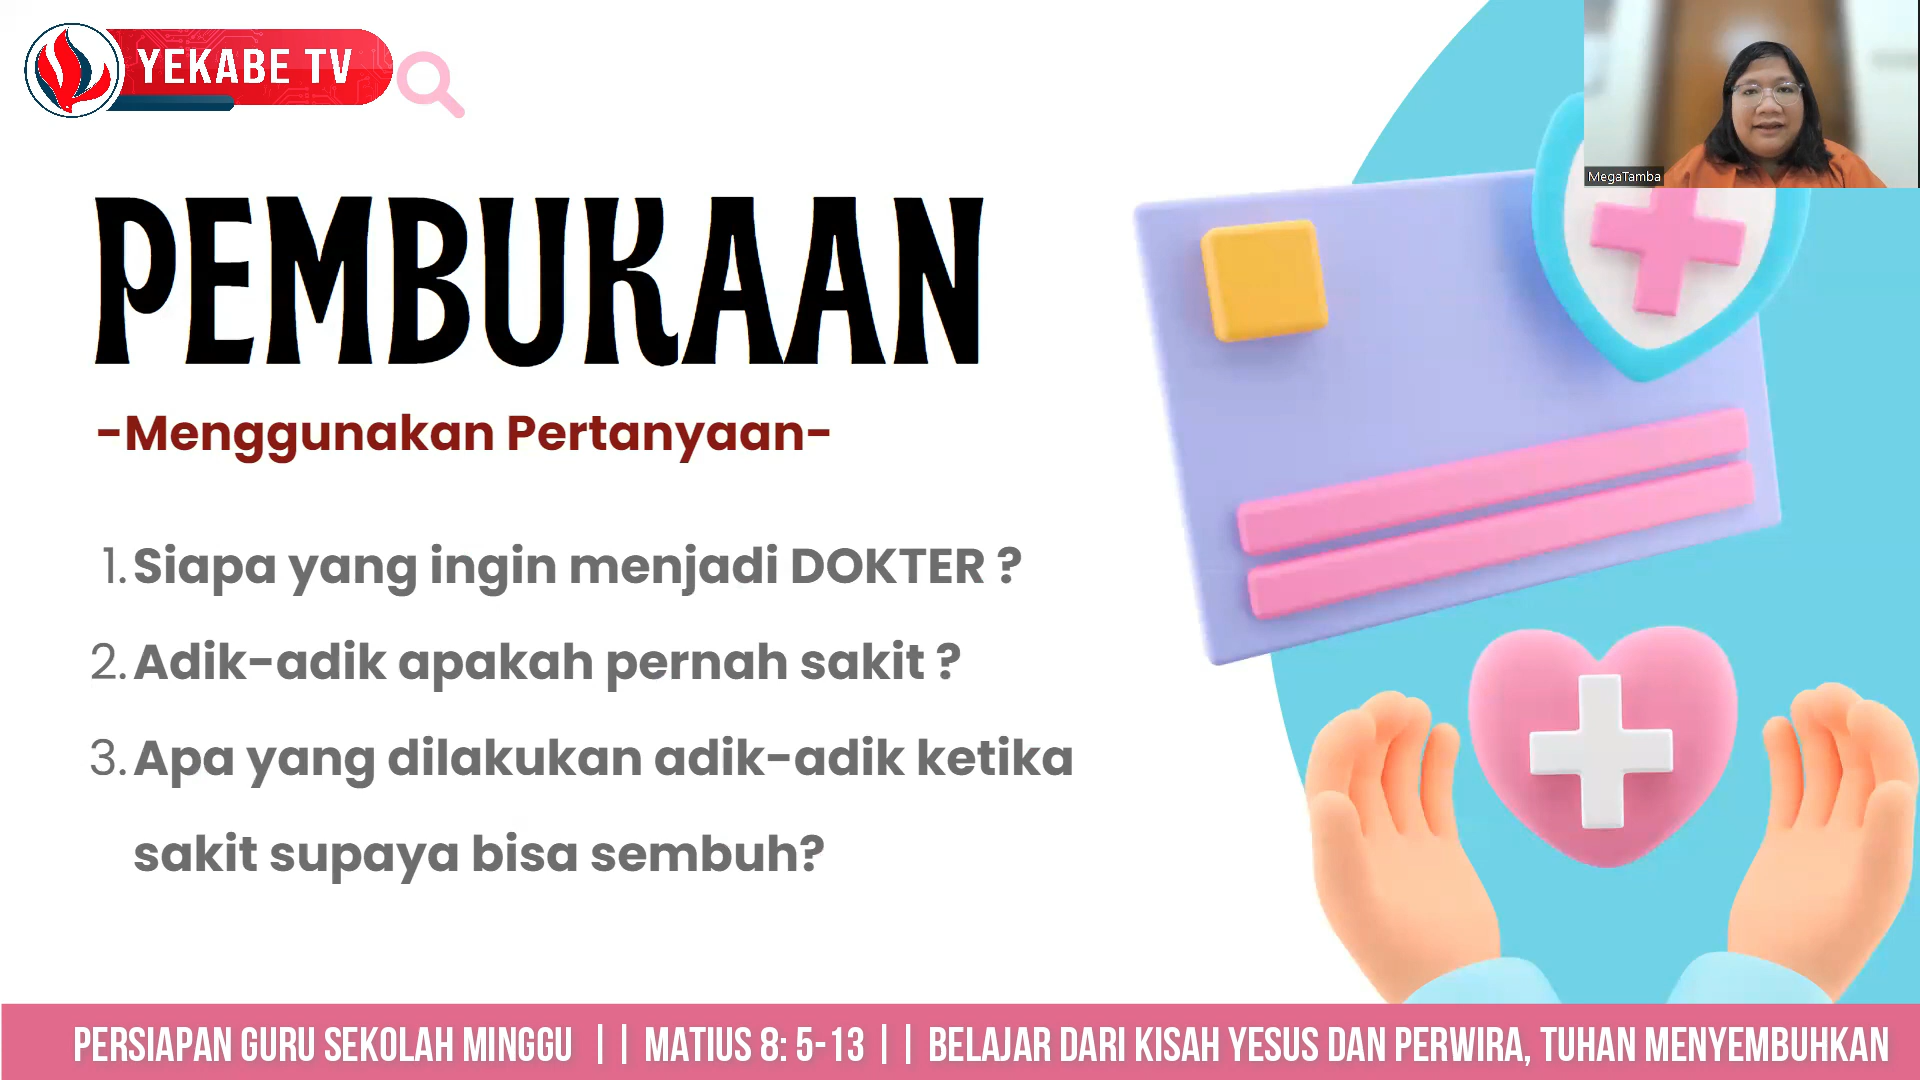 YEKABE TV
MegaTamba
PEMBUKAAN
-Menggunakan Pertanyaan-
1. Siapa yang ingin menjadi DOKTER ?
2. Adik-adik apakah pernah sakit ?
3. Apa yang dilakukan adik-adik ketika
sakit supaya bisa sembuh?
PERSIAPAN GURU SEKOLAH MINGGU || MATIUS 8: 5-13 || BELAJAR DARI KISAH YESUS DAN PERWIRA, TUHAN MENYEMBUHKAN